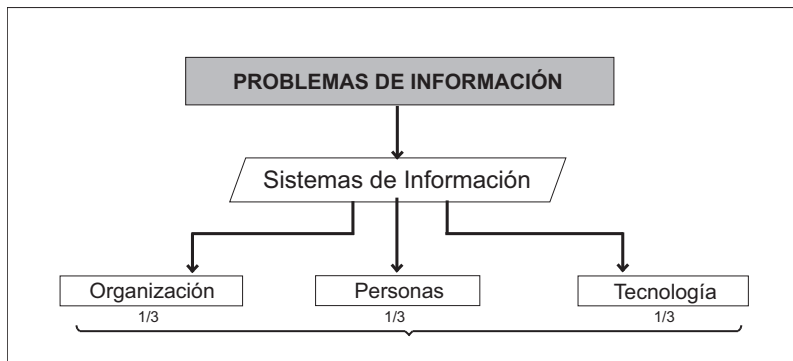 PROBLEMAS DE INFORMACIÓN
Sistemas de Información
Organización
Personas
Tecnología
1/3
1/3
1/3